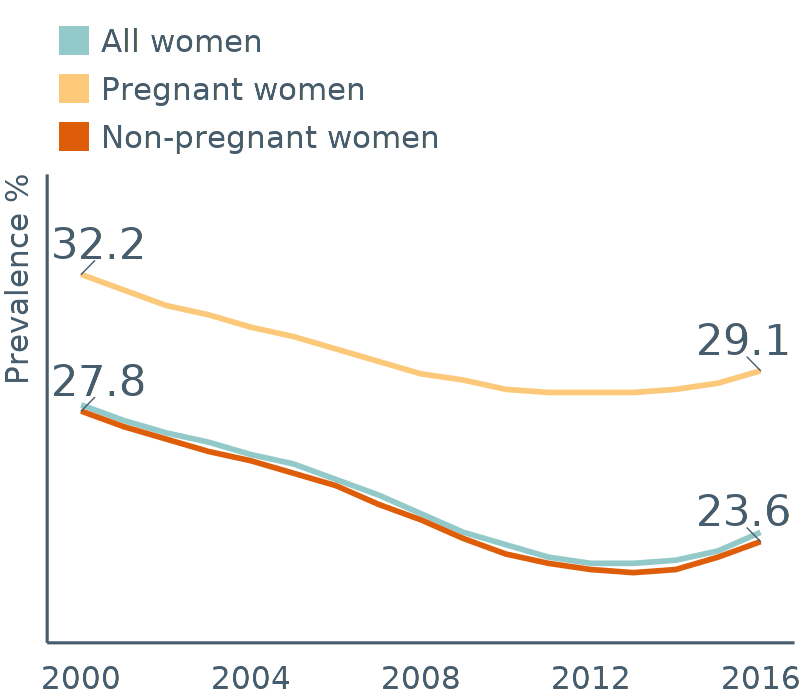 All women
Pregnant women
Non-pregnant women
Prevalence %
32.2
27.8
29.1
23.6
2000 2004 2008 2012 2016